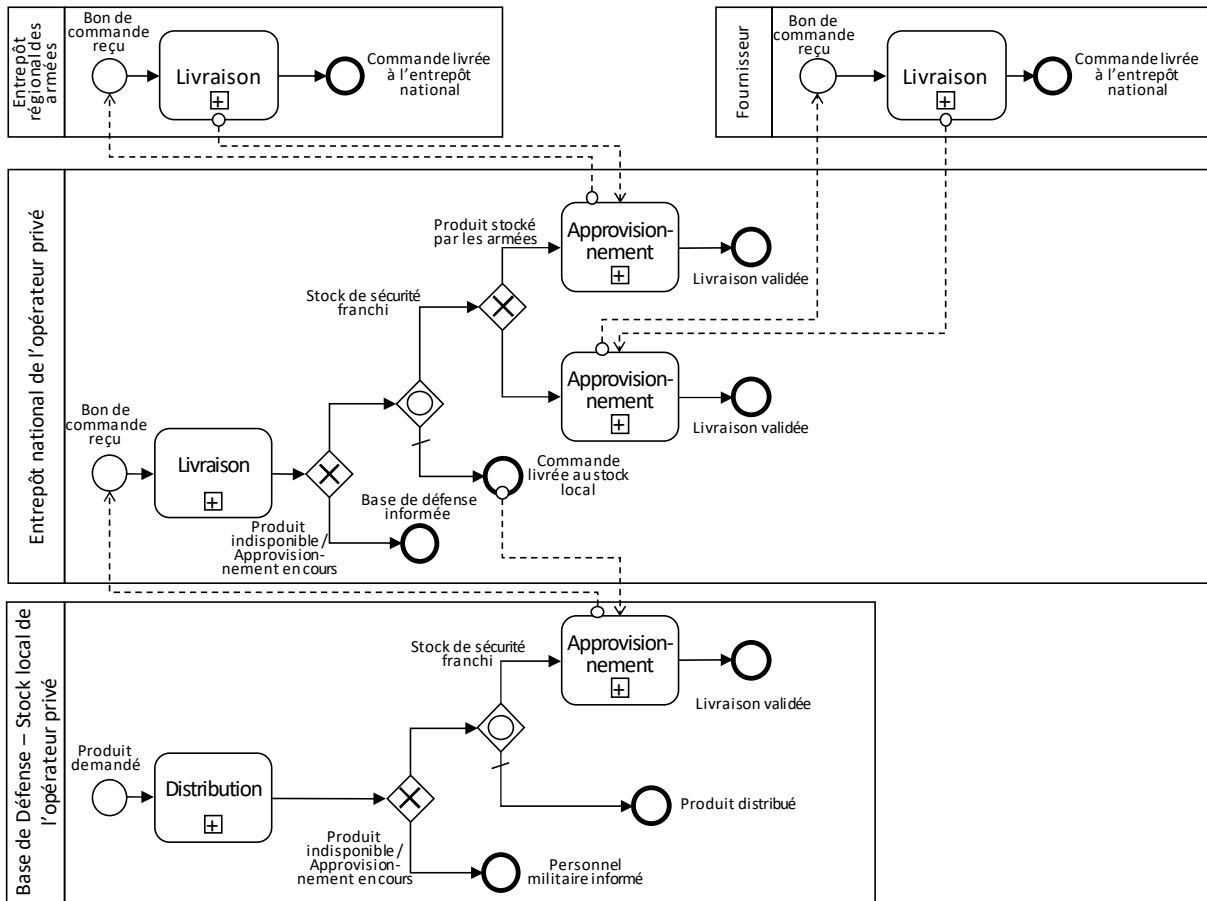 Entrepôt
régional des
armées
Bon de
commande
reçu
Livraison
Commande livrée
à l'entrepôt
national
Fournisseur
Bon de
commande
reçu
Livraison
Commande livrée
à l'entrepôt
national
Entrepôt national de l'opérateur privé
Produit stocké
par les armées
Approvision-
nement
Livraison validée
Stock de sécurité
franchi
Approvision-
nement
Livraison validée
Bon de
commande
reçu
Livraison
Commande
livrée au stock
local
Base de défense
informée
Produit
indisponible /
Approvision-
nement en cours
Base de Défense – Stock local de
l'opérateur privé
Stock de sécurité
franchi
Approvision-
nement
Livraison validée
Produit
demandé
Distribution
Produit distribué
Produit
indisponible /
Approvision-
nement en cours
Personnel
militaire informé